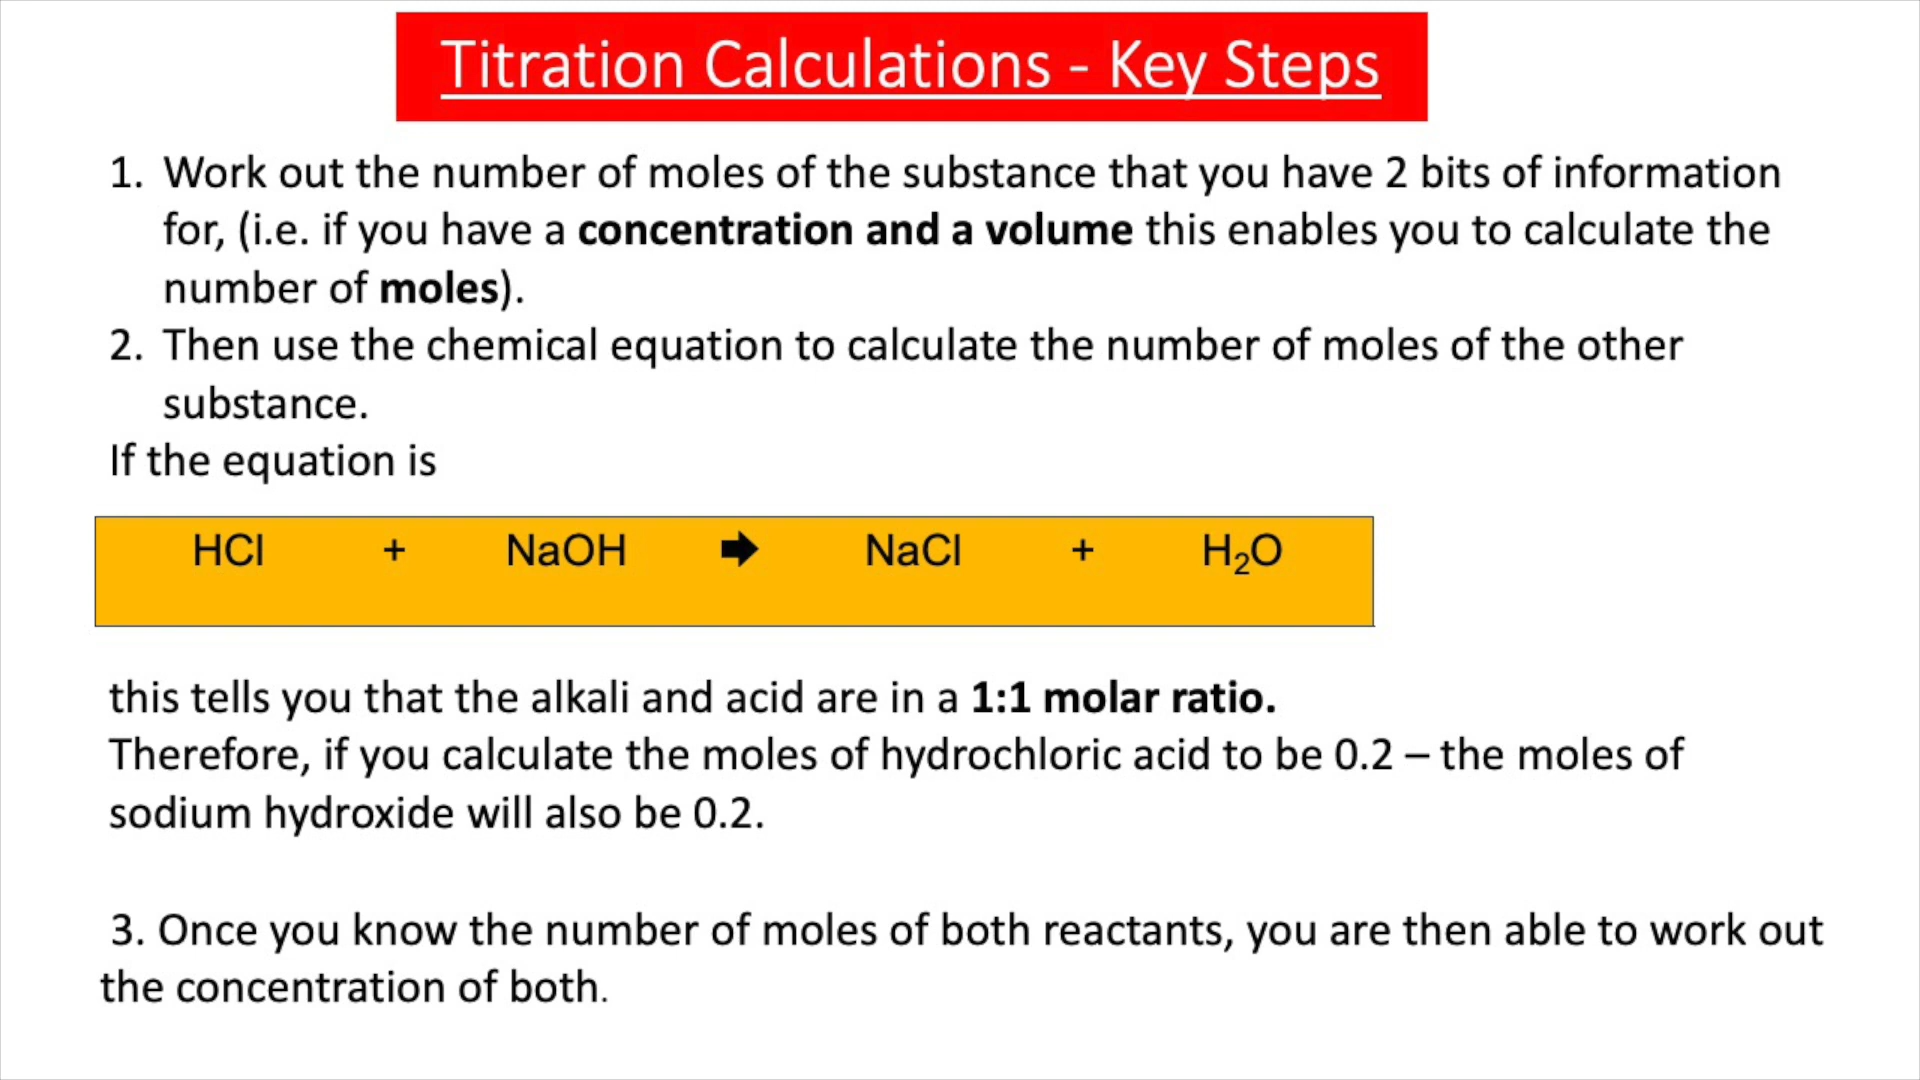 Titration Calculations - Key Steps
1. Work out the number of moles of the substance that you have 2 bits of information
for, (i.e. if you have a concentration and a volume this enables you to calculate the
number of moles).
2. Then use the chemical equation to calculate the number of moles of the other
substance.
If the equation is
HCl + NaOH 🡆 NaCl + H₂O
this tells you that the alkali and acid are in a 1:1 molar ratio.
Therefore, if you calculate the moles of hydrochloric acid to be 0.2 – the moles of
sodium hydroxide will also be 0.2.
3. Once you know the number of moles of both reactants, you are then able to work out
the concentration of both.